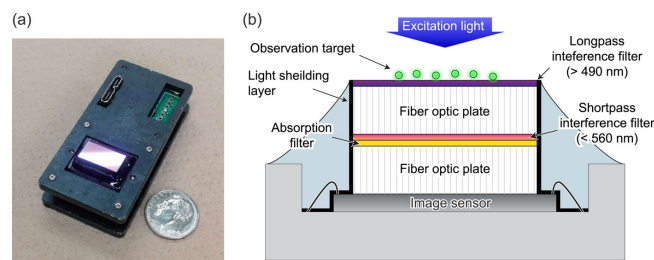 (a)
(b)
Excitation light
Observation target
Longpass
inteference filter
(> 490 nm)
Light sheilding
layer
Fiber optic plate
Absorption
filter
Shortpass
interference filter
(< 560 nm)
Fiber optic plate
Image sensor